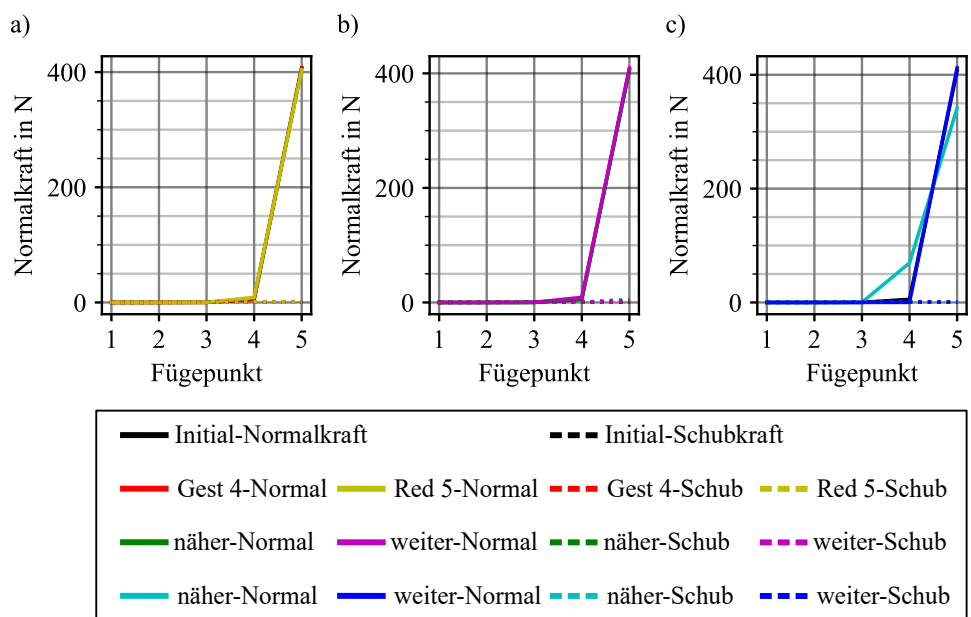 a) b) c)
Normalkraft in N
400
200
0
1 2 3 4 5
Fügepunkt
Normalkraft in N
400
200
0
1 2 3 4 5
Fügepunkt
Normalkraft in N
400
200
0
1 2 3 4 5
Fügepunkt
Initial-Normalkraft Initial-Schubkraft
Gest 4-Normal Red 5-Normal Gest 4-Schub Red 5-Schub
näher-Normal weiter-Normal näher-Schub weiter-Schub
näher-Normal weiter-Normal näher-Schub weiter-Schub